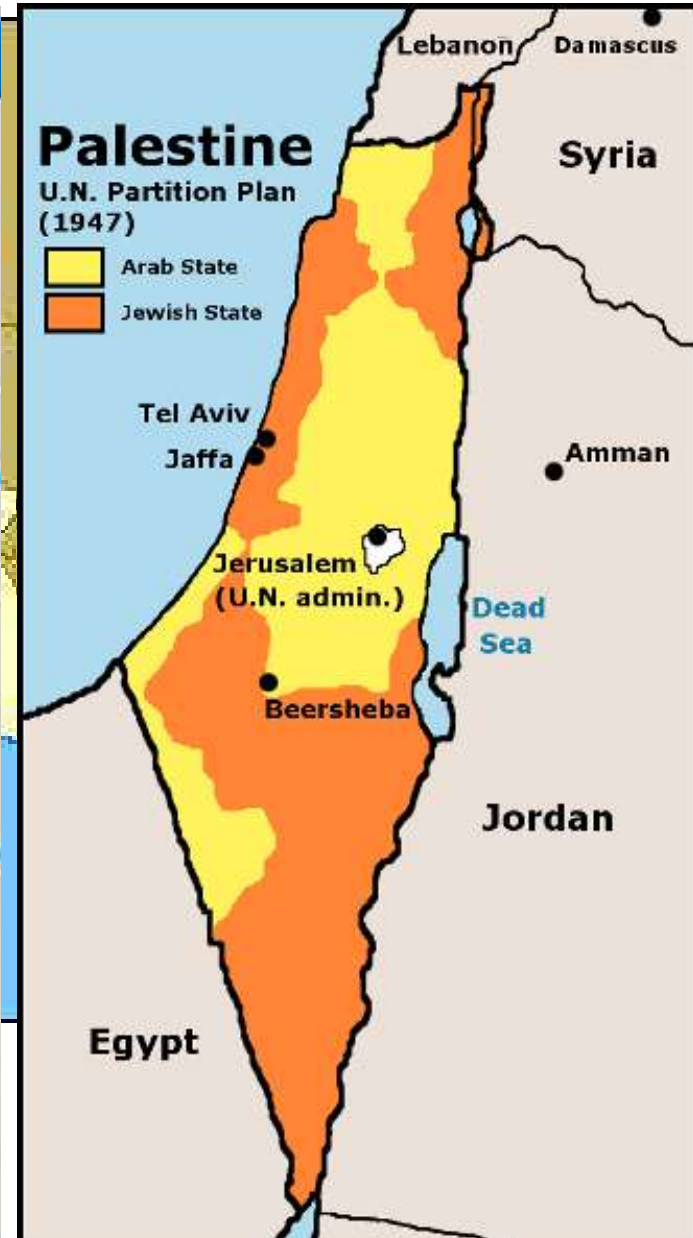 Lebanon
Damascus
Palestine
U.N. Partition Plan
(1947)
Syria
Arab State
Jewish State
Tel Aviv
Jaffa
Amman
Jerusalem
(U.N. admin.)
Dead
Sea
Beersheba
Jordan
Egypt